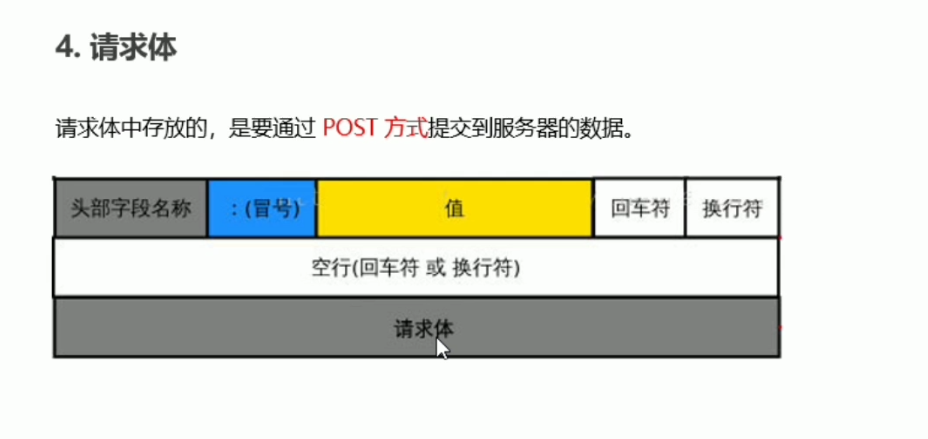 4. 请求体
请求体中存放的，是要通过 POST 方式提交到服务器的数据。
头部字段名称 ：(冒号) 值 回车符 换行符
空行(回车符 或 换行符)
请求体